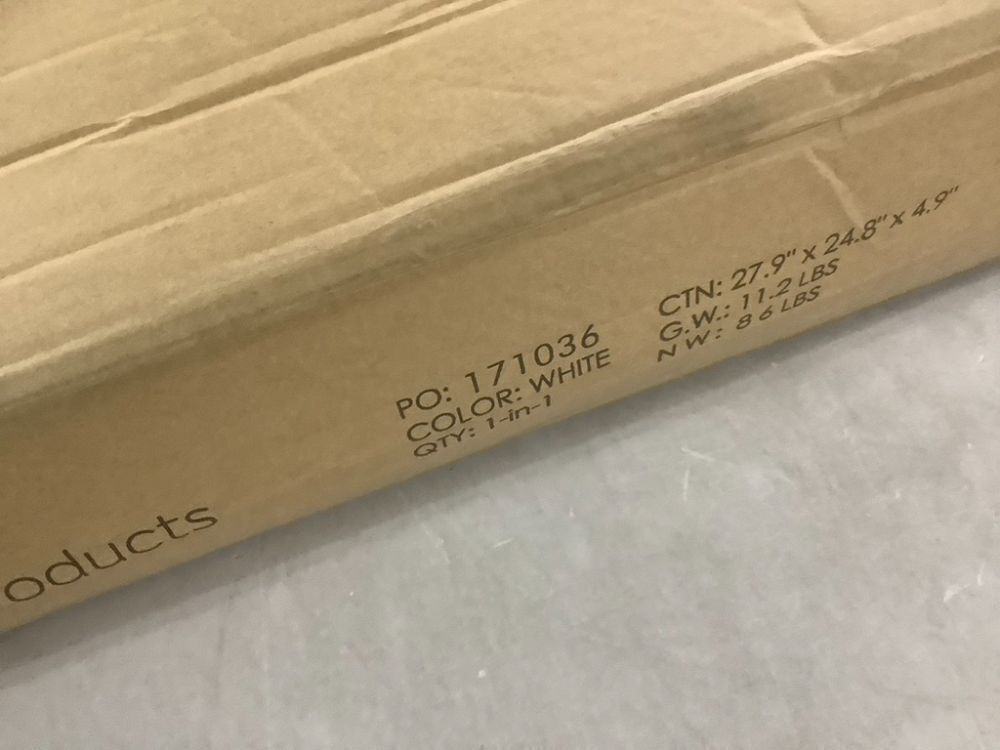 PO: 171036
COLOR: WHITE
QTY: 1-in-1
CTN: 27.9" x 24.8" x 4.9"
G.W.: 11.2 LBS
N W: 8 6 LBS
oducts